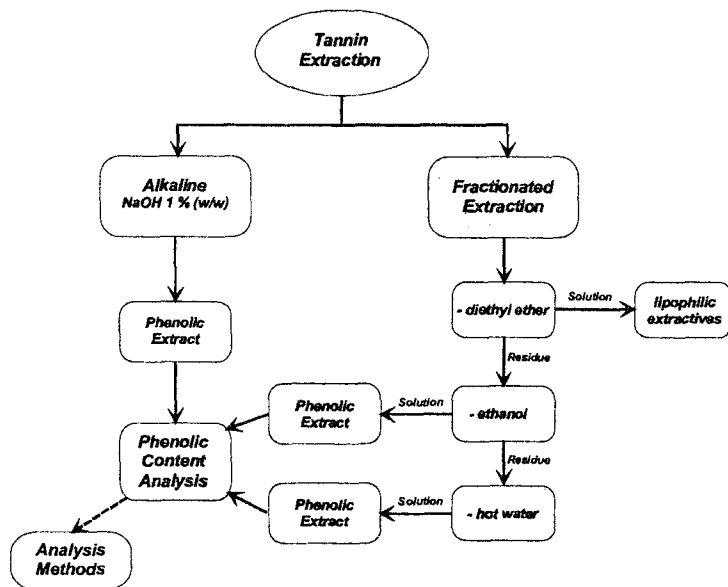 Tannin
Extraction
Alkaline
NaOH 1 % (w/w)
Fractionated
Extraction
Phenolic
Extract
- diethyl ether
Solution
lipophilic
extractives
Residue
Phenolic
Extract
Solution
- ethanol
Phenolic
Content
Analysis
Residue
Phenolic
Extract
Solution
- hot water
Analysis
Methods